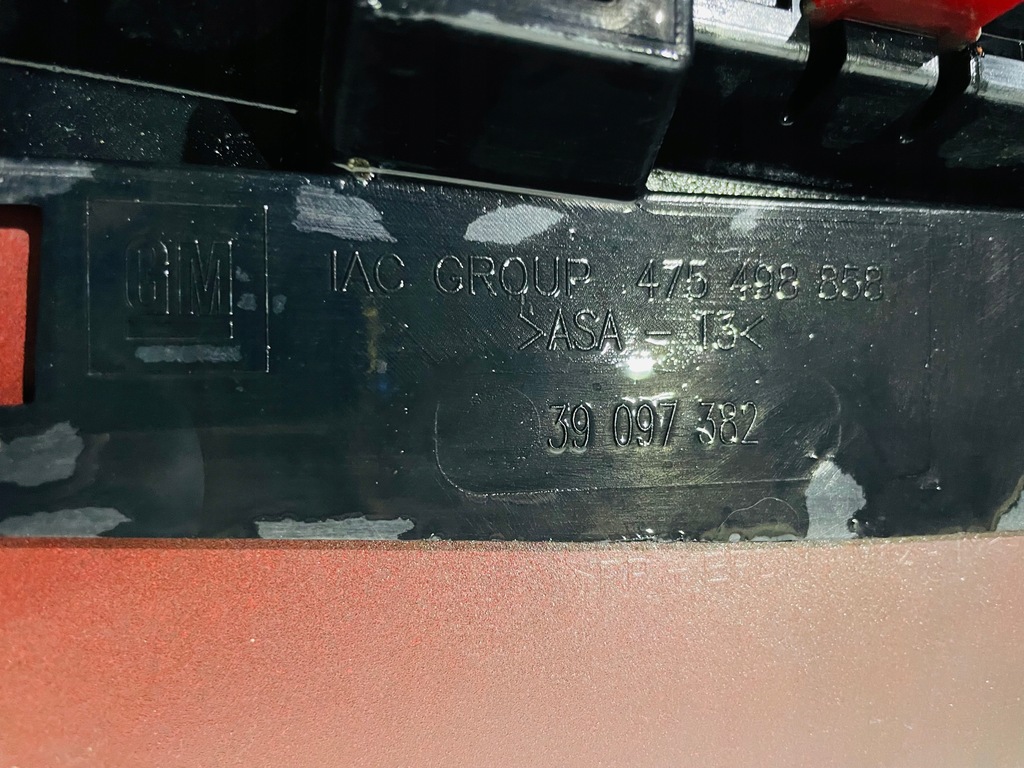 GM
IAC GROUP 475 498 858
>ASA - T3<
39 097 382